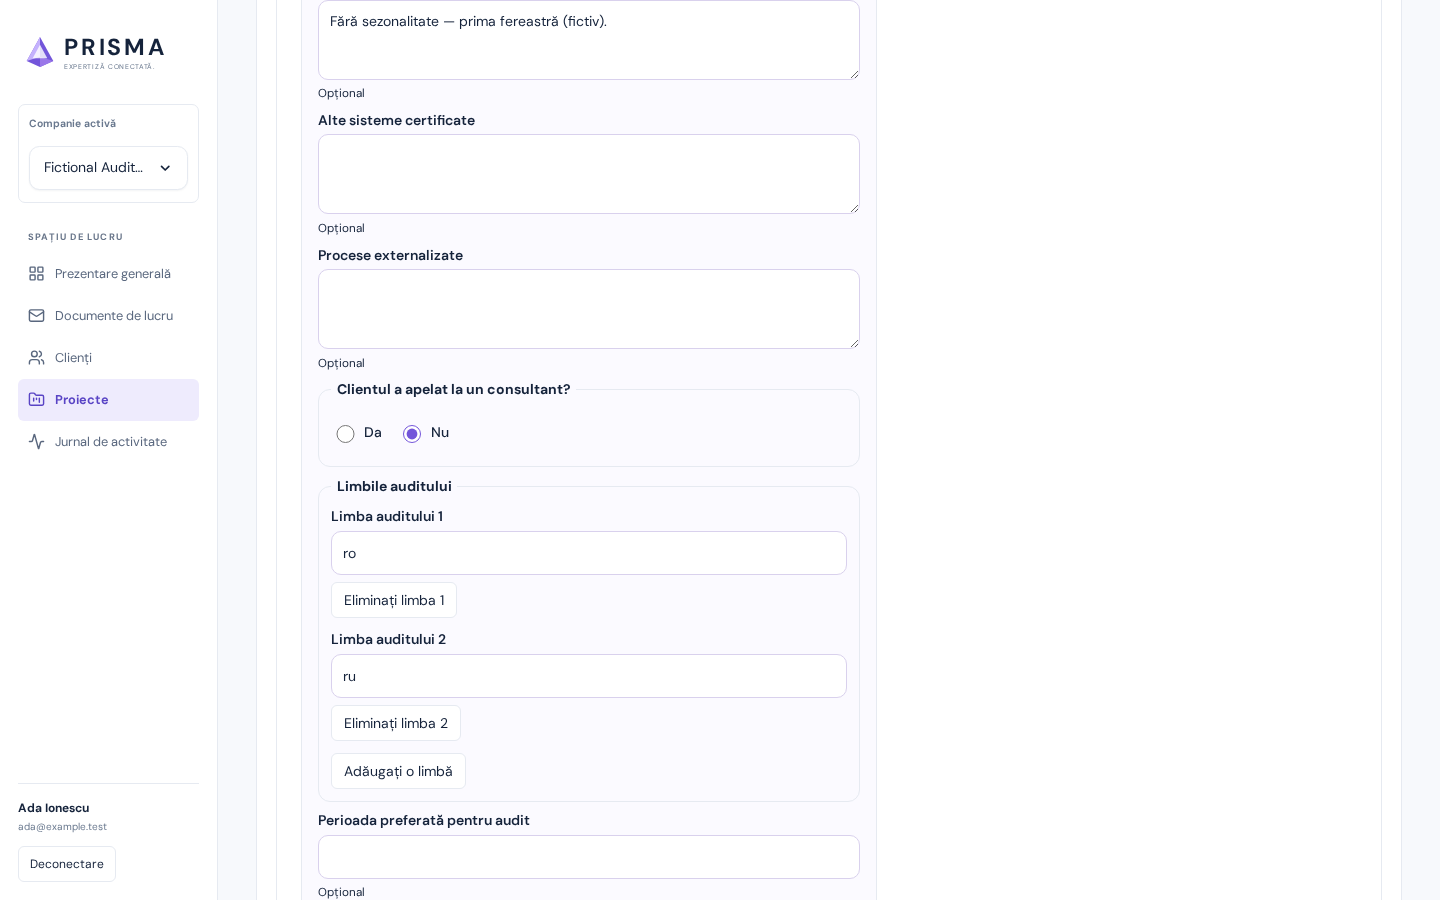 PRISMA
EXPERTIZĂ CONECTATĂ.
Companie activă
Fictional Audit...
SPAȚIU DE LUCRU
Prezentare generală
Documente de lucru
Clienți
Proiecte
Jurnal de activitate
Ada Ionescu
ada@example.test
Deconectare
Fără sezonalitate — prima fereastră (fictiv).
Opțional
Alte sisteme certificate
Opțional
Procese externalizate
Opțional
Clientul a apelat la un consultant?
Da
Nu
Limbile auditului
Limba auditului 1
ro
Eliminați limba 1
Limba auditului 2
ru
Eliminați limba 2
Adăugați o limbă
Perioada preferată pentru audit
Opțional